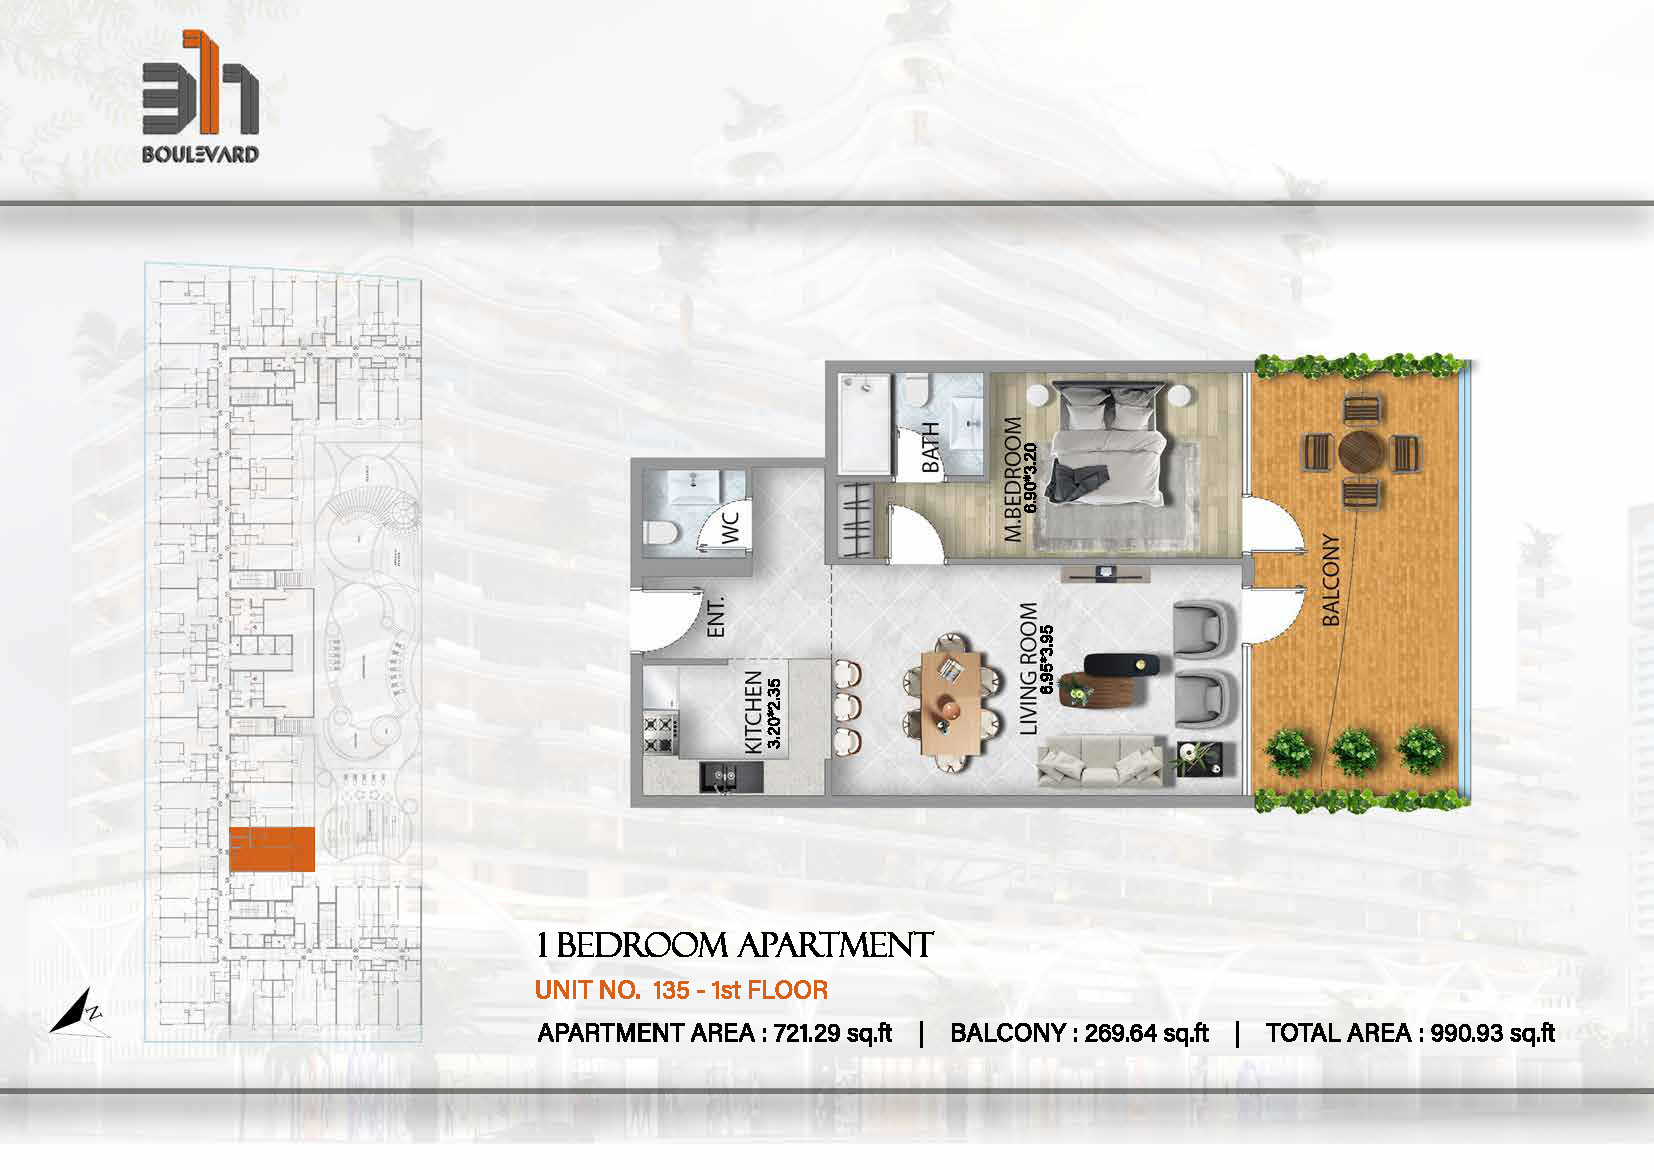 311
BOULEVARD
BATH
M.BEDROOM
6.90*3.20
WC
ENT.
BALCONY
LIVING ROOM
6.95*3.95
KITCHEN
3.20*2.35
N
1 BEDROOM APARTMENT
UNIT NO. 135 - 1st FLOOR
APARTMENT AREA : 721.29 sq.ft | BALCONY : 269.64 sq.ft | TOTAL AREA : 990.93 sq.ft